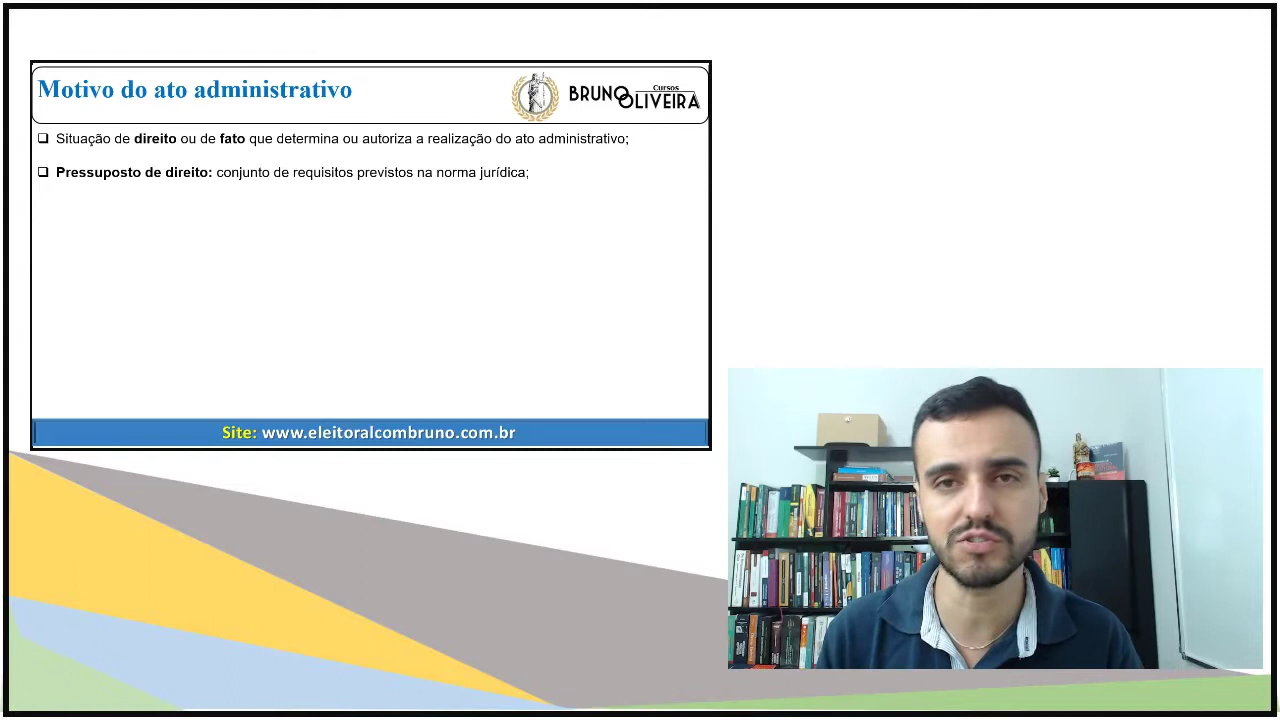 Motivo do ato administrativo
Cursos
BRUNO
OLIVEIRA
❑ Situação de direito ou de fato que determina ou autoriza a realização do ato administrativo;
❑ Pressuposto de direito: conjunto de requisitos previstos na norma jurídica;
Site: www.eleitoralcombruno.com.br